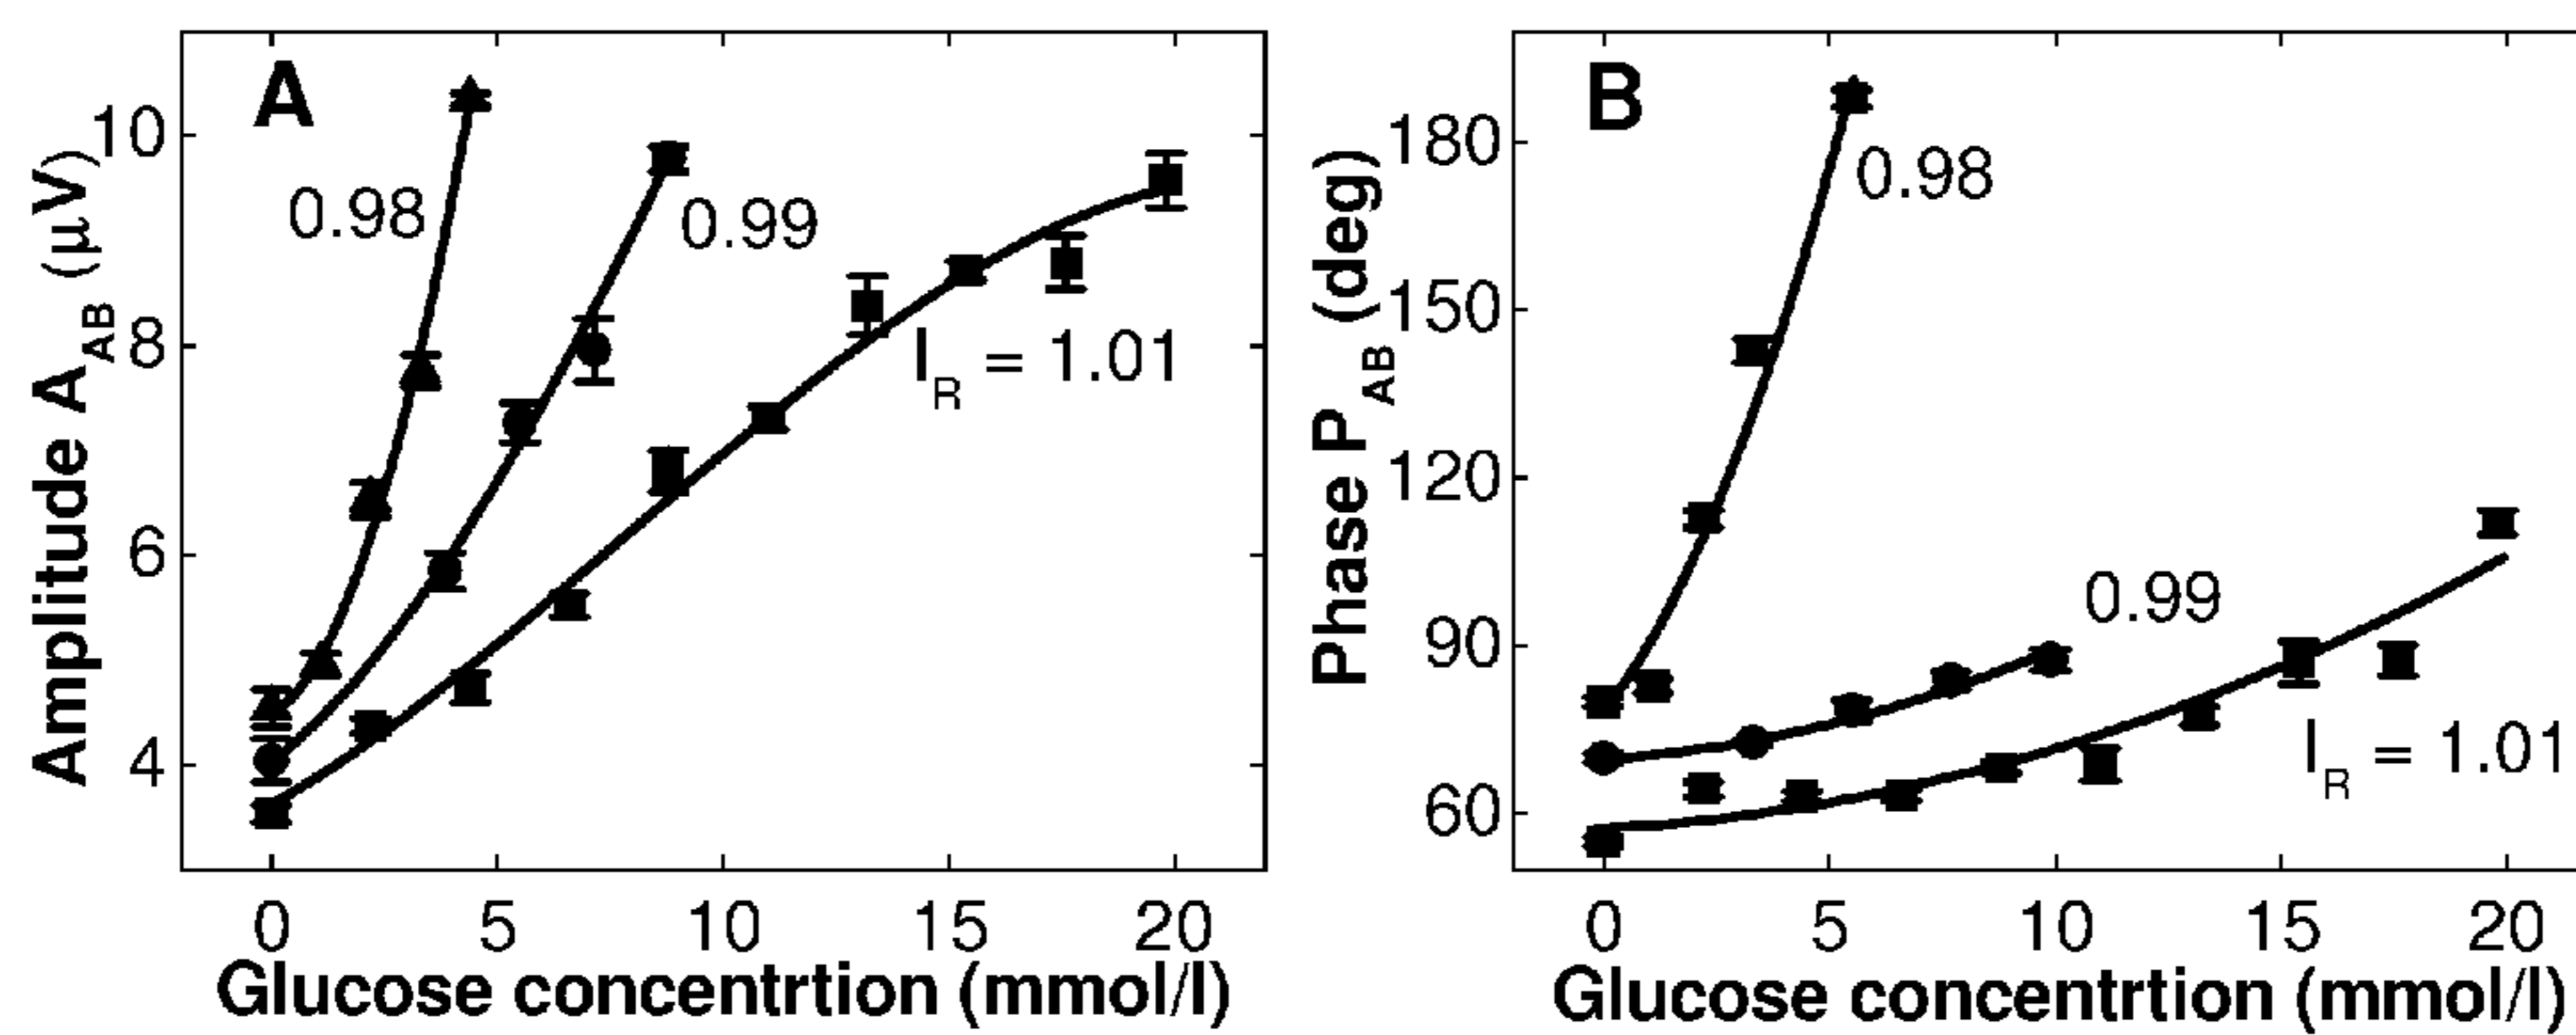 A
Amplitude A_AB (μV)
10
8
6
4
0.98
0.99
I_R = 1.01
0 5 10 15 20
Glucose concentrtion (mmol/l)
B
Phase P_AB (deg)
180
150
120
90
60
0.98
0.99
I_R = 1.01
0 5 10 15 20
Glucose concentrtion (mmol/l)